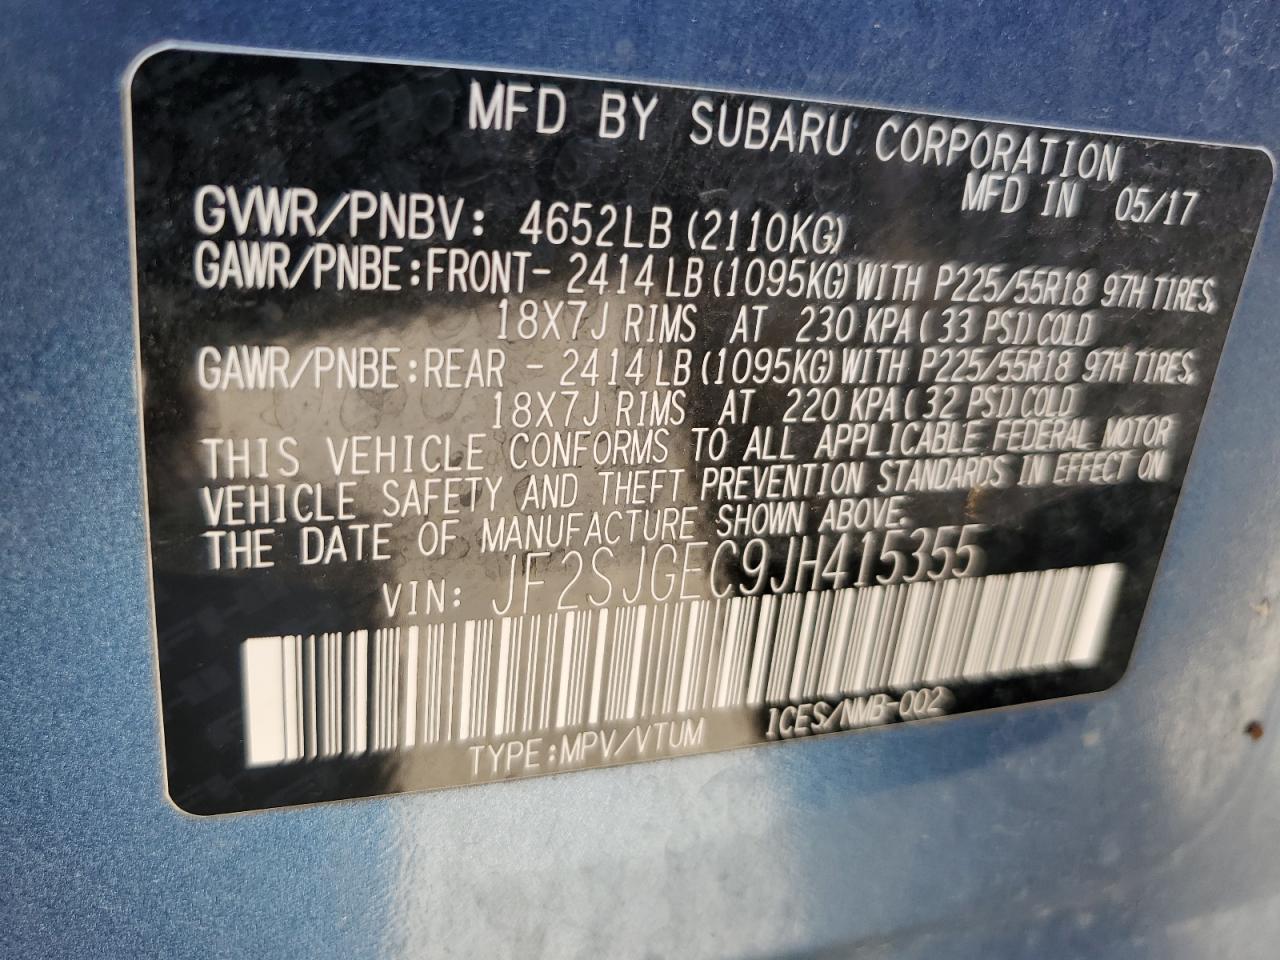 MFD BY SUBARU CORPORATION
MFD IN 05/17
GVWR/PNBV: 4652LB (2110KG)
GAWR/PNBE:FRONT- 2414LB (1095KG) WITH P225/55R18 97H TIRES,
18X7J RIMS AT 230 KPA (33 PSI) COLD
GAWR/PNBE:REAR - 2414LB (1095KG) WITH P225/55R18 97H TIRES,
18X7J RIMS AT 220 KPA (32 PSI) COLD
THIS VEHICLE CONFORMS TO ALL APPLICABLE FEDERAL MOTOR
VEHICLE SAFETY AND THEFT PREVENTION STANDARDS IN EFFECT ON
THE DATE OF MANUFACTURE SHOWN ABOVE.
VIN: JF2SJGEC9JH415355
TYPE:MPV/VTUM ICES/NMB-002